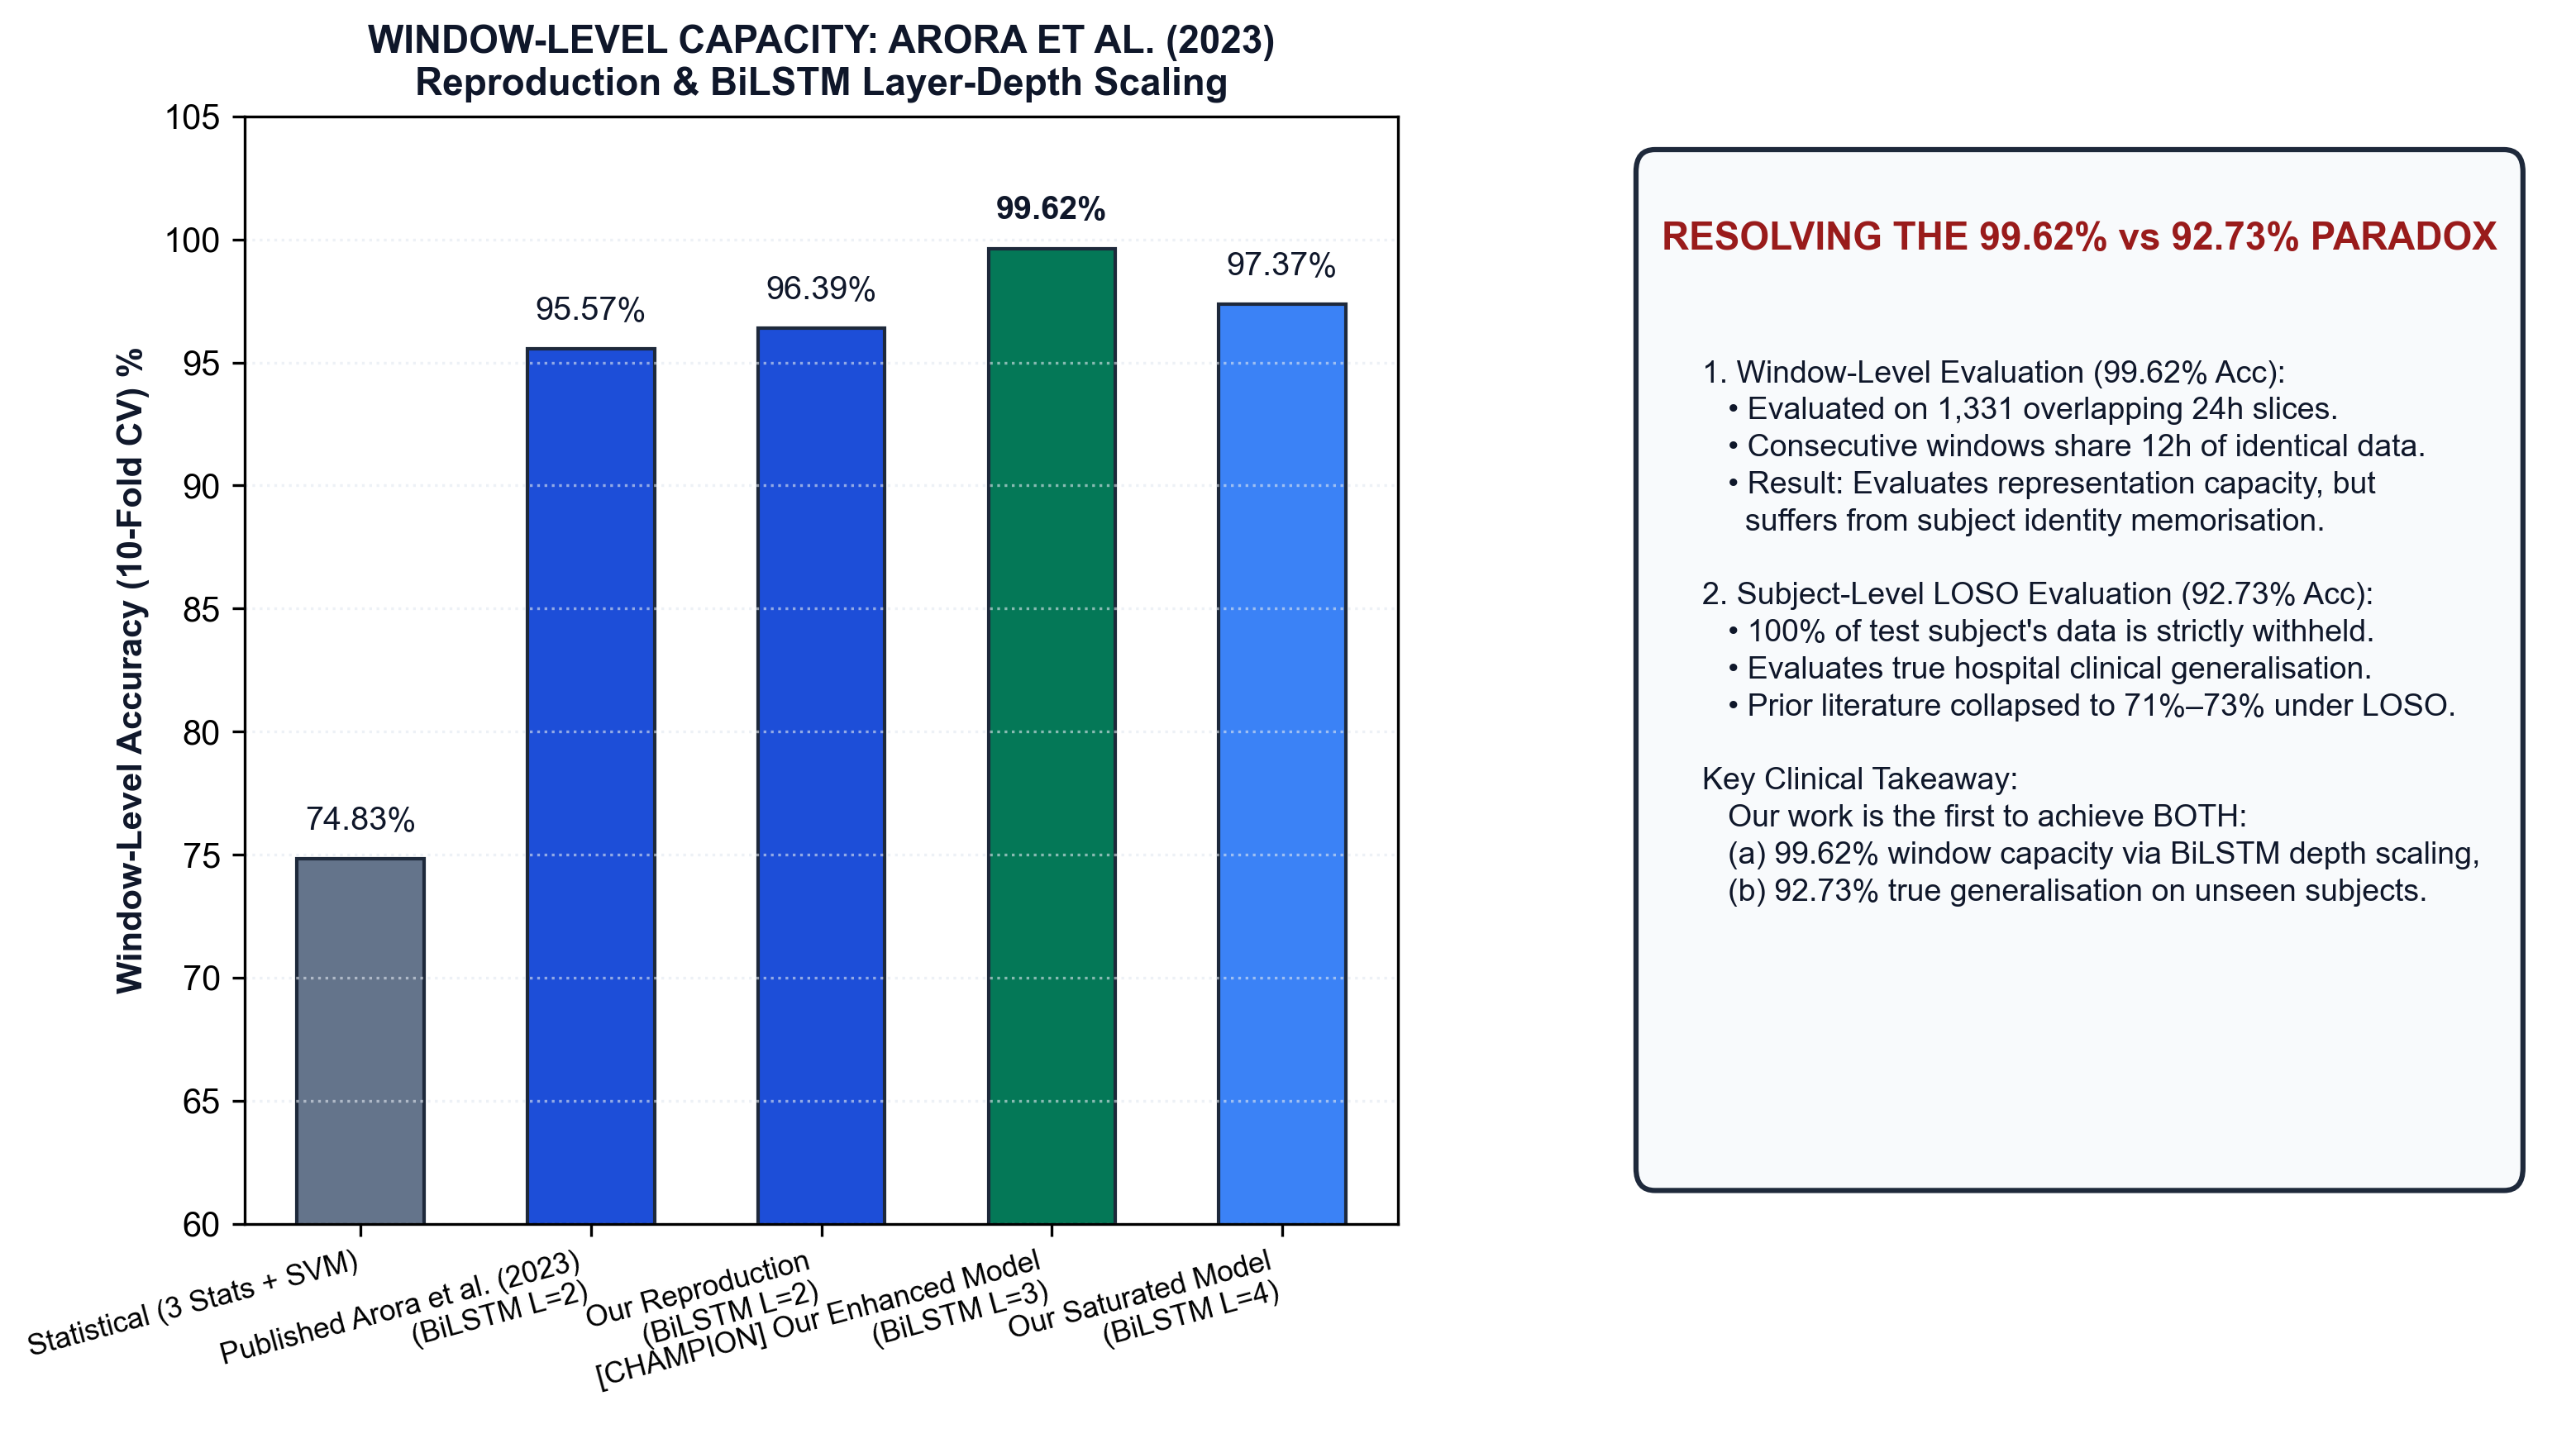 WINDOW-LEVEL CAPACITY: ARORA ET AL. (2023)
Reproduction & BiLSTM Layer-Depth Scaling
Window-Level Accuracy (10-Fold CV) %
105
100
95
90
85
80
75
70
65
60
74.83%
95.57%
96.39%
99.62%
97.37%
Statistical (3 Stats + SVM)
Published Arora et al. (2023)
(BiLSTM L=2)
Our Reproduction
(BiLSTM L=2)
[CHAMPION] Our Enhanced Model
(BiLSTM L=3)
Our Saturated Model
(BiLSTM L=4)
RESOLVING THE 99.62% vs 92.73% PARADOX
1. Window-Level Evaluation (99.62% Acc):
• Evaluated on 1,331 overlapping 24h slices.
• Consecutive windows share 12h of identical data.
• Result: Evaluates representation capacity, but
suffers from subject identity memorisation.
2. Subject-Level LOSO Evaluation (92.73% Acc):
• 100% of test subject's data is strictly withheld.
• Evaluates true hospital clinical generalisation.
• Prior literature collapsed to 71%–73% under LOSO.
Key Clinical Takeaway:
Our work is the first to achieve BOTH:
(a) 99.62% window capacity via BiLSTM depth scaling,
(b) 92.73% true generalisation on unseen subjects.